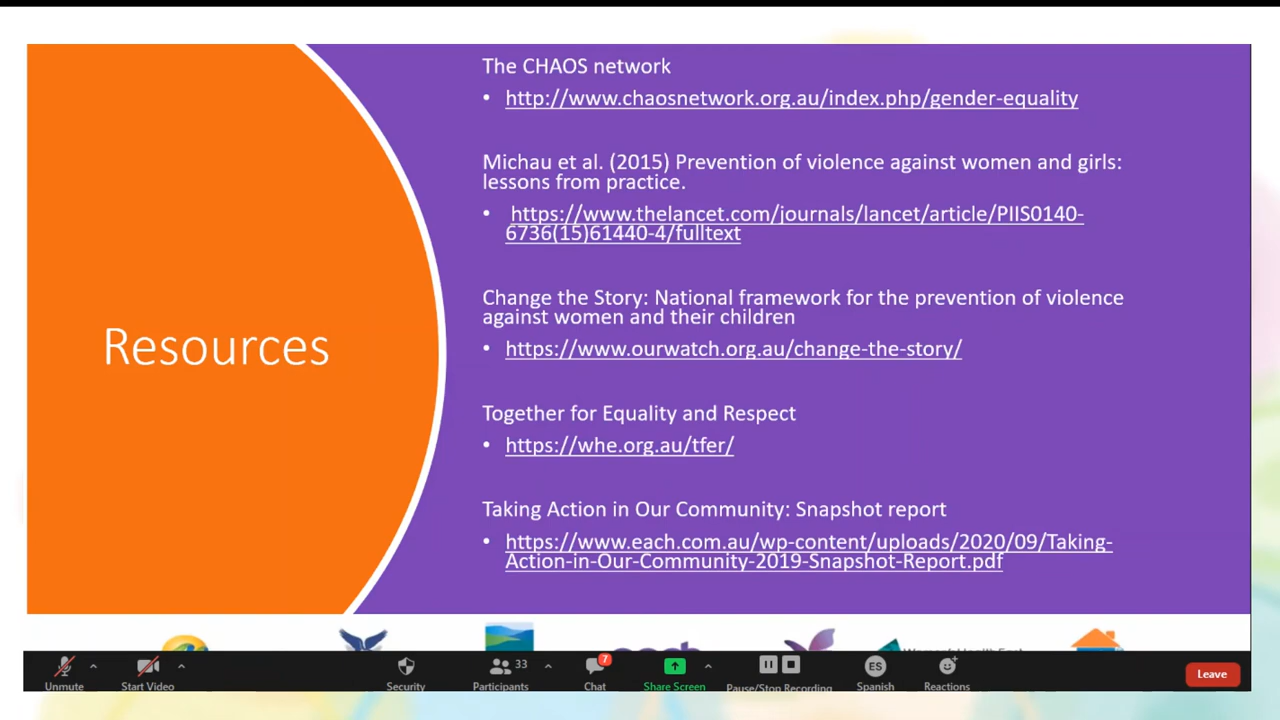 The CHAOS network
• http://www.chaosnetwork.org.au/index.php/gender-equality
Michau et al. (2015) Prevention of violence against women and girls:
lessons from practice.
• https://www.thelancet.com/journals/lancet/article/PIIS0140-
6736(15)61440-4/fulltext
Change the Story: National framework for the prevention of violence
against women and their children
• https://www.ourwatch.org.au/change-the-story/
Resources
Together for Equality and Respect
• https://whe.org.au/tfer/
Taking Action in Our Community: Snapshot report
• https://www.each.com.au/wp-content/uploads/2020/09/Taking-
Action-in-Our-Community-2019-Snapshot-Report.pdf
33
7
ES
Unmute
Start Video
Security
Participants
Chat
Share Screen
Pause/Stop Recording
Spanish
Reactions
Leave